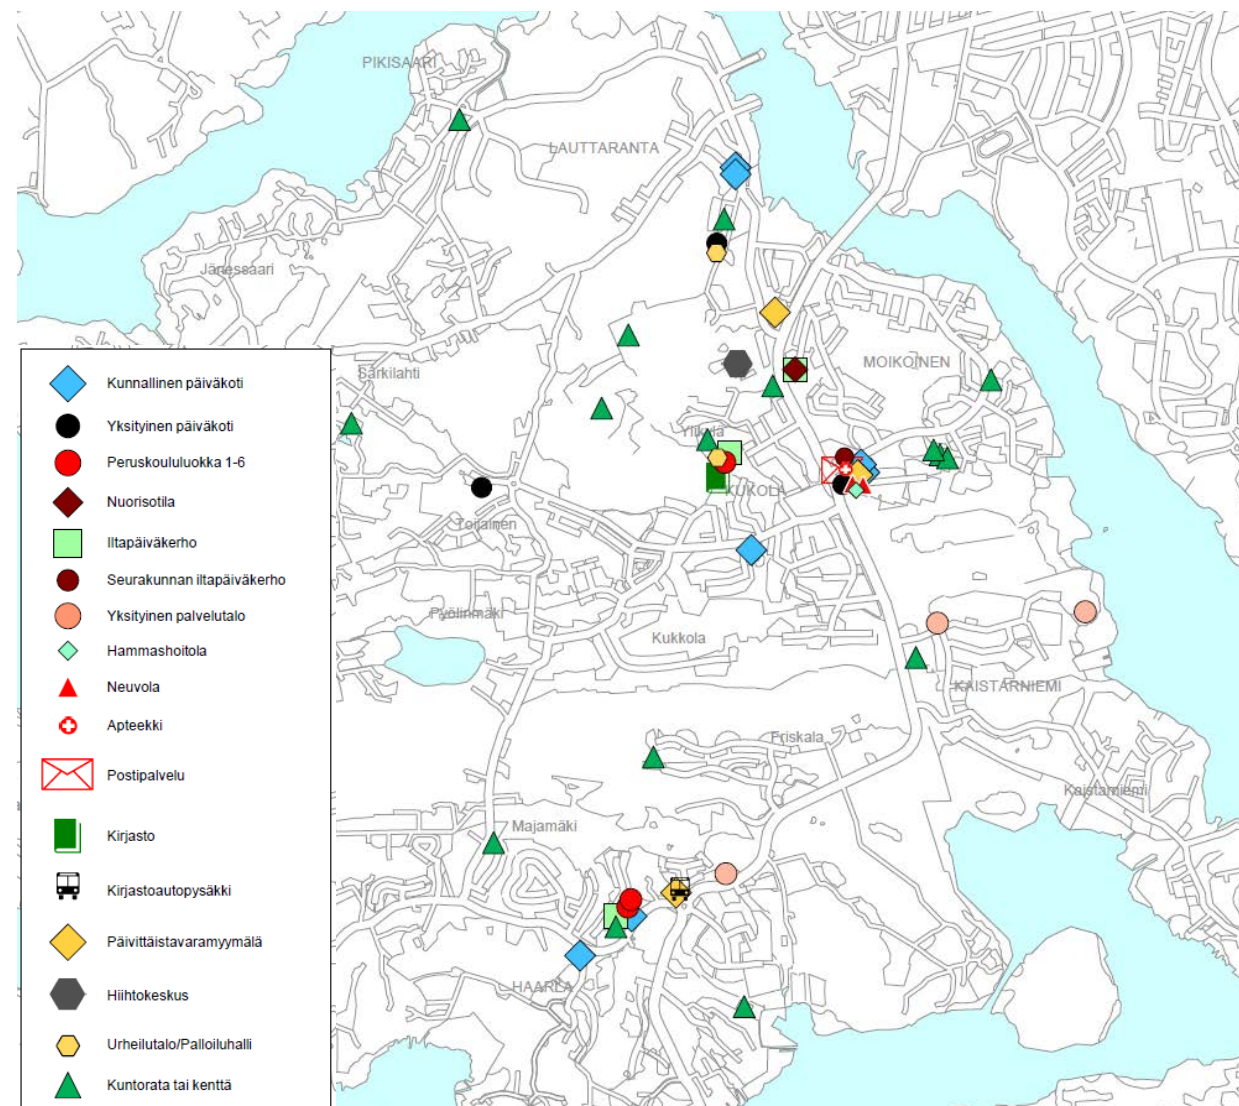 PIKISAARI
LAUTTARANTA
Jänessaari
Särkilahti
MOIKOINEN
Ylikylä
KUKOLA
Toijainen
Pyölinmäki
Kukkola
KAISTARNIEMI
Friskala
Kaistarniemi
Majamäki
HAARLA
Kunnallinen päiväkoti
Yksityinen päiväkoti
Peruskoululuokka 1-6
Nuorisotila
Iltapäiväkerho
Seurakunnan iltapäiväkerho
Yksityinen palvelutalo
Hammashoitola
Neuvola
Apteekki
Postipalvelu
Kirjasto
Kirjastoautopysäkki
Päivittäistavaramyymälä
Hiihtokeskus
Urheilutalo/Palloiluhalli
Kuntorata tai kenttä